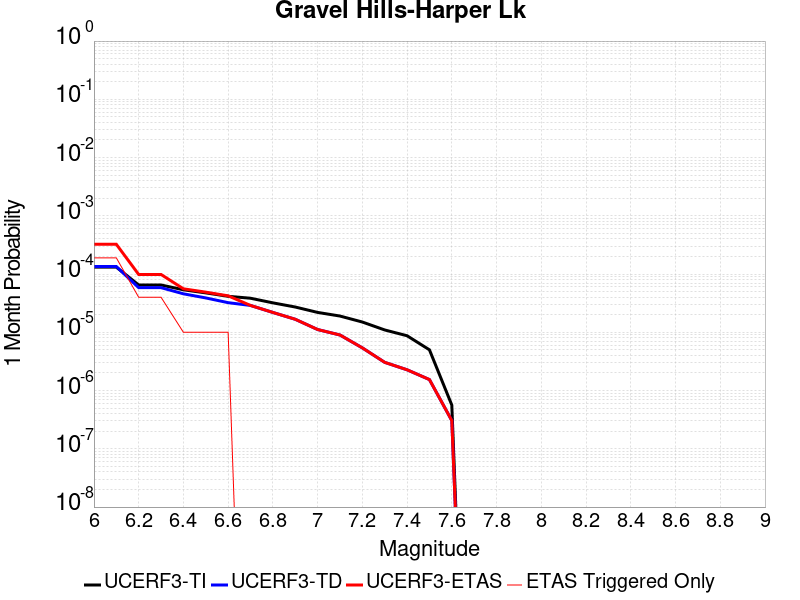 Gravel Hills-Harper Lk
1 Month Probability
10^0
10^-1
10^-2
10^-3
10^-4
10^-5
10^-6
10^-7
10^-8
6 6.2 6.4 6.6 6.8 7 7.2 7.4 7.6 7.8 8 8.2 8.4 8.6 8.8 9
Magnitude
UCERF3-TI UCERF3-TD UCERF3-ETAS ETAS Triggered Only